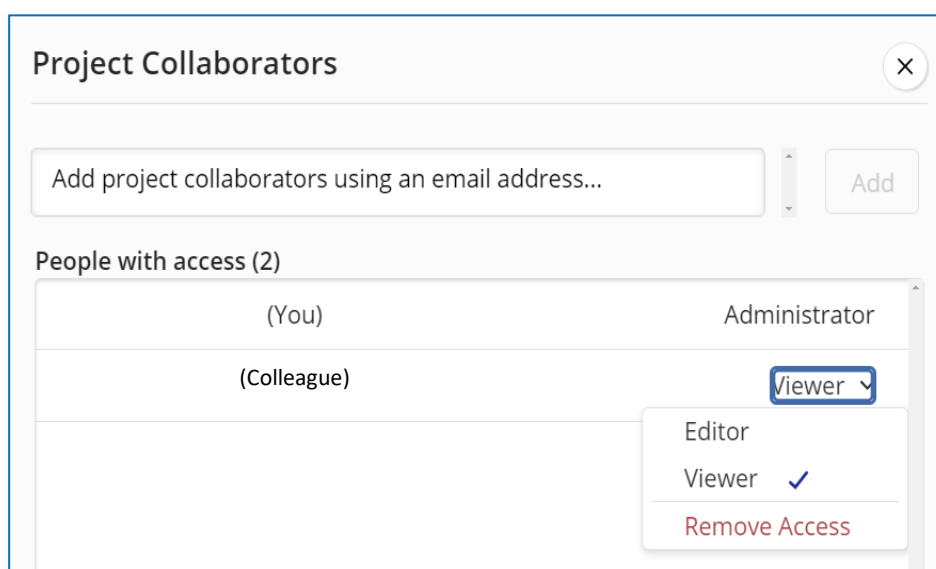 Project Collaborators
Add project collaborators using an email address...
Add
People with access (2)
(You) Administrator
(Colleague) Viewer
Editor
Viewer
Remove Access